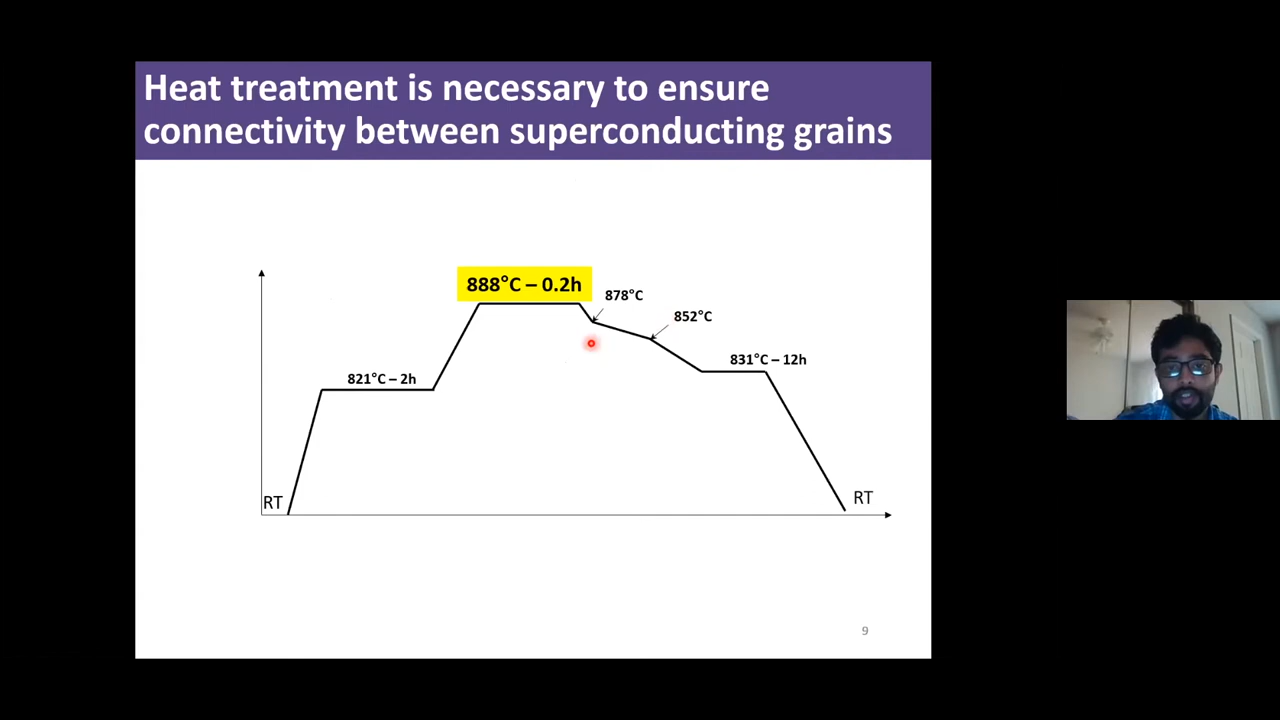 Heat treatment is necessary to ensure
connectivity between superconducting grains
888°C – 0.2h
878°C
852°C
831°C – 12h
821°C – 2h
RT
RT
9